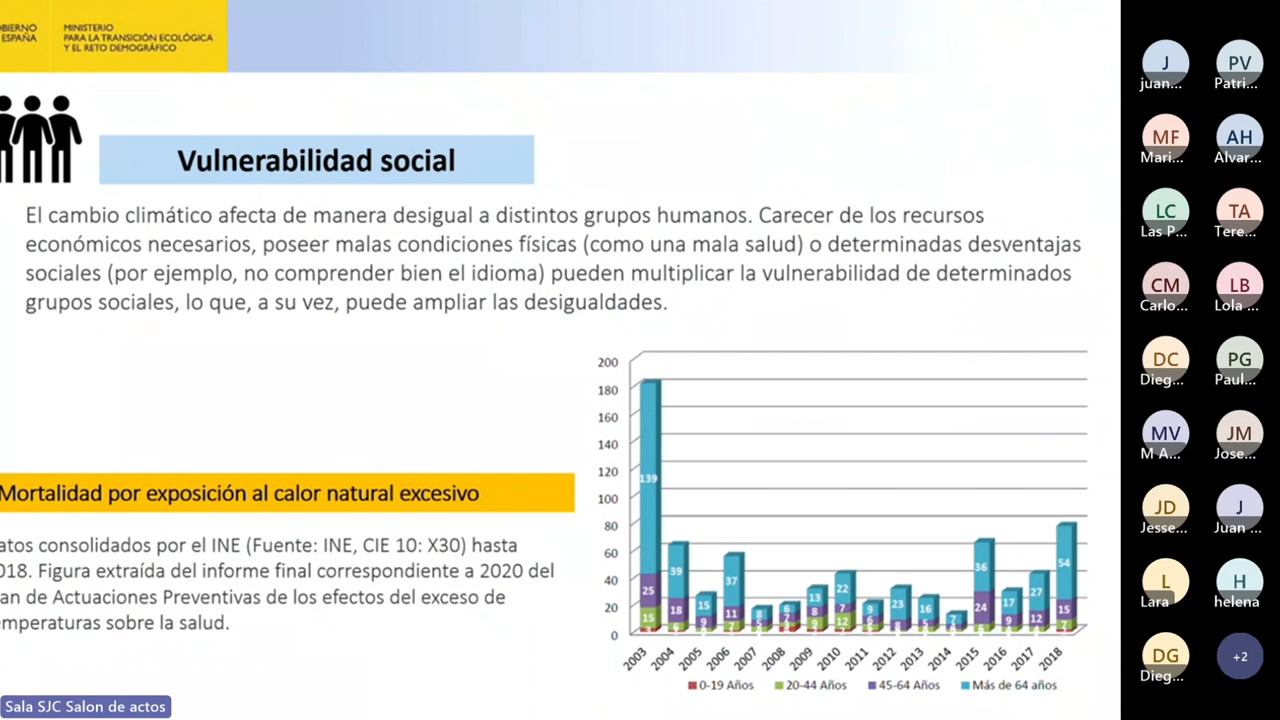 OBIERNO
ESPAÑA
MINISTERIO
PARA LA TRANSICIÓN ECOLÓGICA
Y EL RETO DEMOGRÁFICO
Vulnerabilidad social
El cambio climático afecta de manera desigual a distintos grupos humanos. Carecer de los recursos
económicos necesarios, poseer malas condiciones físicas (como una mala salud) o determinadas desventajas
sociales (por ejemplo, no comprender bien el idioma) pueden multiplicar la vulnerabilidad de determinados
grupos sociales, lo que, a su vez, puede ampliar las desigualdades.
Mortalidad por exposición al calor natural excesivo
atos consolidados por el INE (Fuente: INE, CIE 10: X30) hasta
018. Figura extraída del informe final correspondiente a 2020 del
an de Actuaciones Preventivas de los efectos del exceso de
emperaturas sobre la salud.
200
180
160
140
120
100
80
60
40
20
0
139
25
15
39
18
15
9
37
11
8
6
13
8
9
22
7
12
9
23
8
16
7
36
24
17
9
27
12
54
15
2003 2004 2005 2006 2007 2008 2009 2010 2011 2012 2013 2014 2015 2016 2017 2018
0-19 Años 20-44 Años 45-64 Años Más de 64 años
Sala SJC Salon de actos
J PV
juan... Patri...
MF AH
Mari... Alvar...
LC TA
Las P... Tere...
CM LB
Carlo... Lola ...
DC PG
Dieg... Paul...
MV JM
M A... Jose...
JD J
Jesse... Juan ...
L H
Lara helena
DG +2
Dieg...